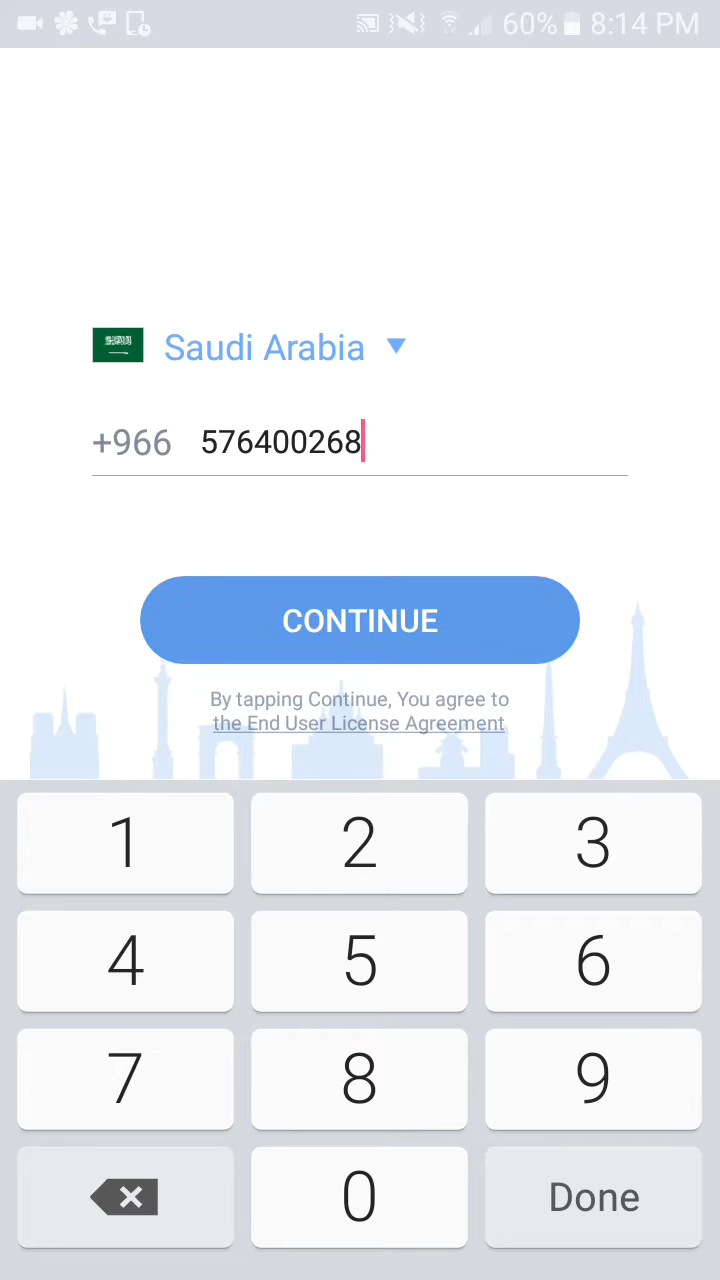 60% 8:14 PM
Saudi Arabia
+966 576400268
CONTINUE
By tapping Continue, You agree to
the End User License Agreement
1 2 3
4 5 6
7 8 9
0 Done